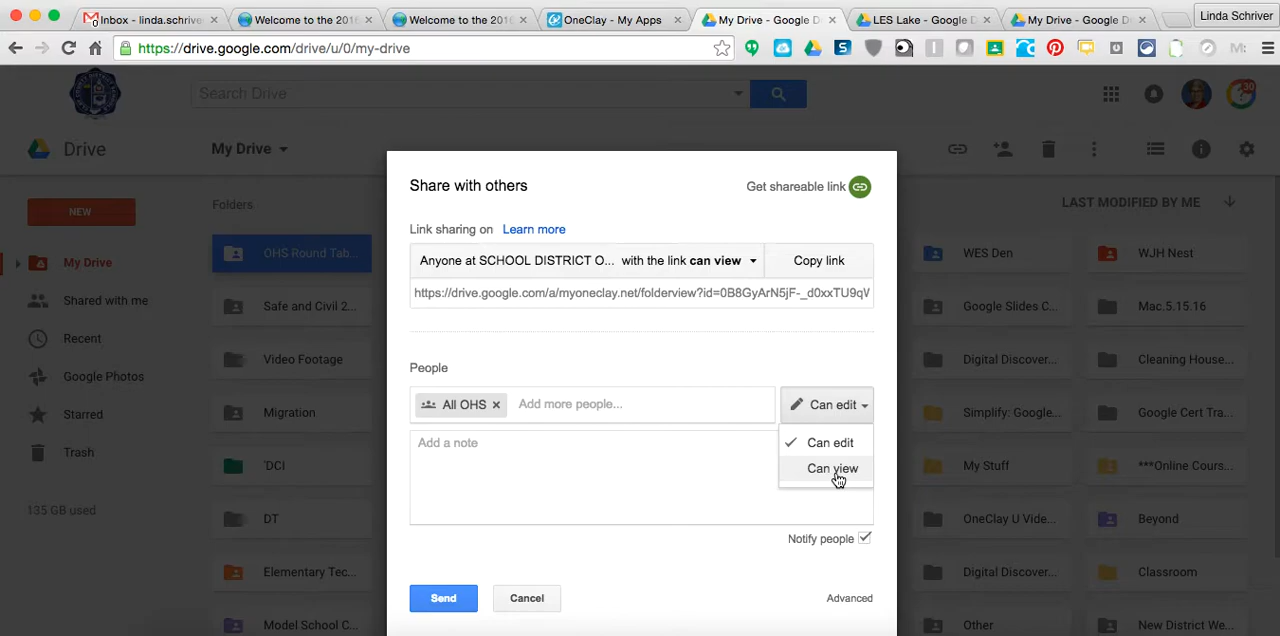 Inbox - linda.schrive
Welcome to the 2016
Welcome to the 2016
OneClay - My Apps
My Drive - Google D
LES Lake - Google D
My Drive - Google D
Linda Schriver
https://drive.google.com/drive/u/0/my-drive
M:
Search Drive
30
Drive
My Drive
NEW
My Drive
Shared with me
Recent
Google Photos
Starred
Trash
135 GB used
Folders
LAST MODIFIED BY ME
OHS Round Tab...
WES Den
WJH Nest
Safe and Civil 2...
Google Slides C...
Mac.5.15.16
Video Footage
Digital Discover...
Cleaning House...
Migration
Simplify: Googl...
Google Cert Tra...
'DCI
My Stuff
***Online Cours...
DT
OneClay U Vide...
Beyond
Elementary Tec...
Digital Discover...
Classroom
Model School C...
Other
New District We...
Share with others
Get shareable link
Link sharing on Learn more
Anyone at SCHOOL DISTRICT O... with the link can view
Copy link
https://drive.google.com/a/myoneclay.net/folderview?id=0B8GyArN5jF-_d0xxTU9qV
People
All OHS
Add more people...
Can edit
Can edit
Can view
Add a note
Notify people
Send
Cancel
Advanced